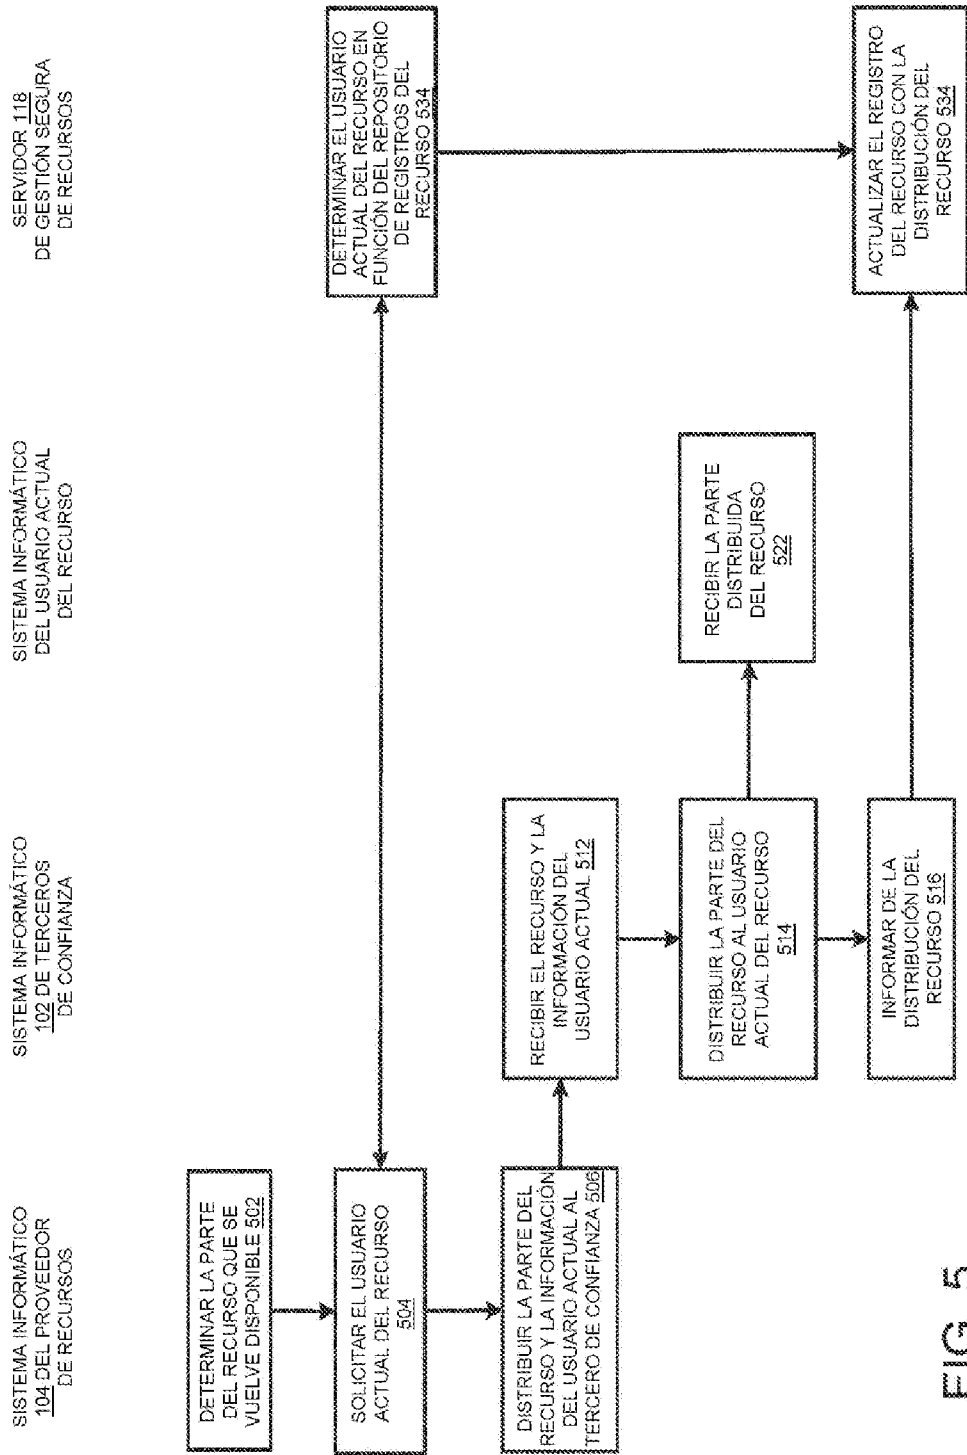 SISTEMA INFORMÁTICO
104 DEL PROVEEDOR
DE RECURSOS
SISTEMA INFORMÁTICO
102 DE TERCEROS
DE CONFIANZA
SISTEMA INFORMÁTICO
DEL USUARIO ACTUAL
DEL RECURSO
SERVIDOR 118
DE GESTIÓN SEGURA
DE RECURSOS
DETERMINAR LA PARTE
DEL RECURSO QUE SE
VUELVE DISPONIBLE 502
SOLICITAR EL USUARIO
ACTUAL DEL RECURSO
504
DETERMINAR EL USUARIO
ACTUAL DEL RECURSO EN
FUNCIÓN DEL REPOSITORIO
DE REGISTROS DEL
RECURSO 534
DISTRIBUIR LA PARTE DEL
RECURSO Y LA INFORMACIÓN
DEL USUARIO ACTUAL AL
TERCERO DE CONFIANZA 506
RECIBIR EL RECURSO Y LA
INFORMACIÓN DEL
USUARIO ACTUAL 512
DISTRIBUIR LA PARTE DEL
RECURSO AL USUARIO
ACTUAL DEL RECURSO
514
RECIBIR LA PARTE
DISTRIBUIDA
DEL RECURSO
522
INFORMAR DE LA
DISTRIBUCIÓN DEL
RECURSO 516
ACTUALIZAR EL REGISTRO
DEL RECURSO CON LA
DISTRIBUCIÓN DEL
RECURSO 534
FIG. 5